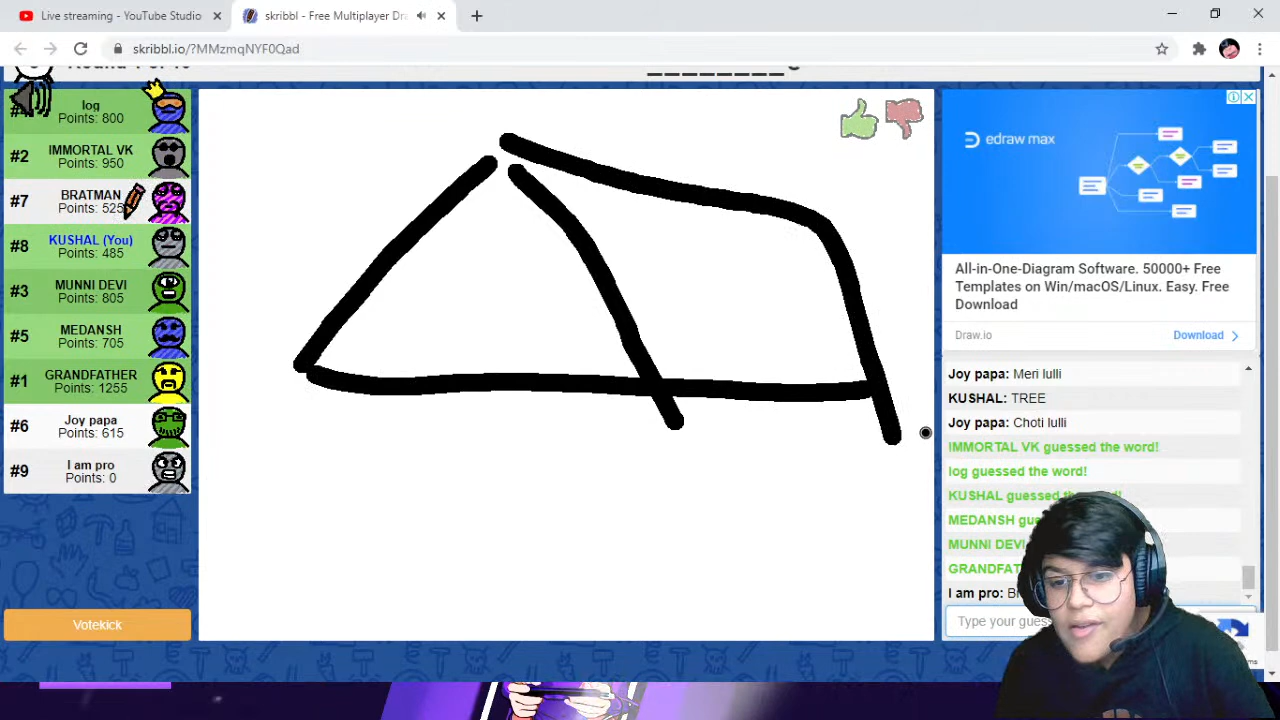 Live streaming - YouTube Studio
skribbl - Free Multiplayer Dra
skribbl.io/?MMzmqNYF0Qad
log
Points: 800
#2 IMMORTAL VK
Points: 950
#7 BRATMAN
Points: 525
#8 KUSHAL (You)
Points: 485
#3 MUNNI DEVI
Points: 805
#5 MEDANSH
Points: 705
#1 GRANDFATHER
Points: 1255
#6 Joy papa
Points: 615
#9 I am pro
Points: 0
Votekick
edraw max
All-in-One-Diagram Software. 50000+ Free
Templates on Win/macOS/Linux. Easy. Free
Download
Draw.io
Download
Joy papa: Meri lulli
KUSHAL: TREE
Joy papa: Choti lulli
IMMORTAL VK guessed the word!
log guessed the word!
KUSHAL guessed the
MEDANSH
MUNNI DEVI
GRANDFAT
I am pro:
Type your